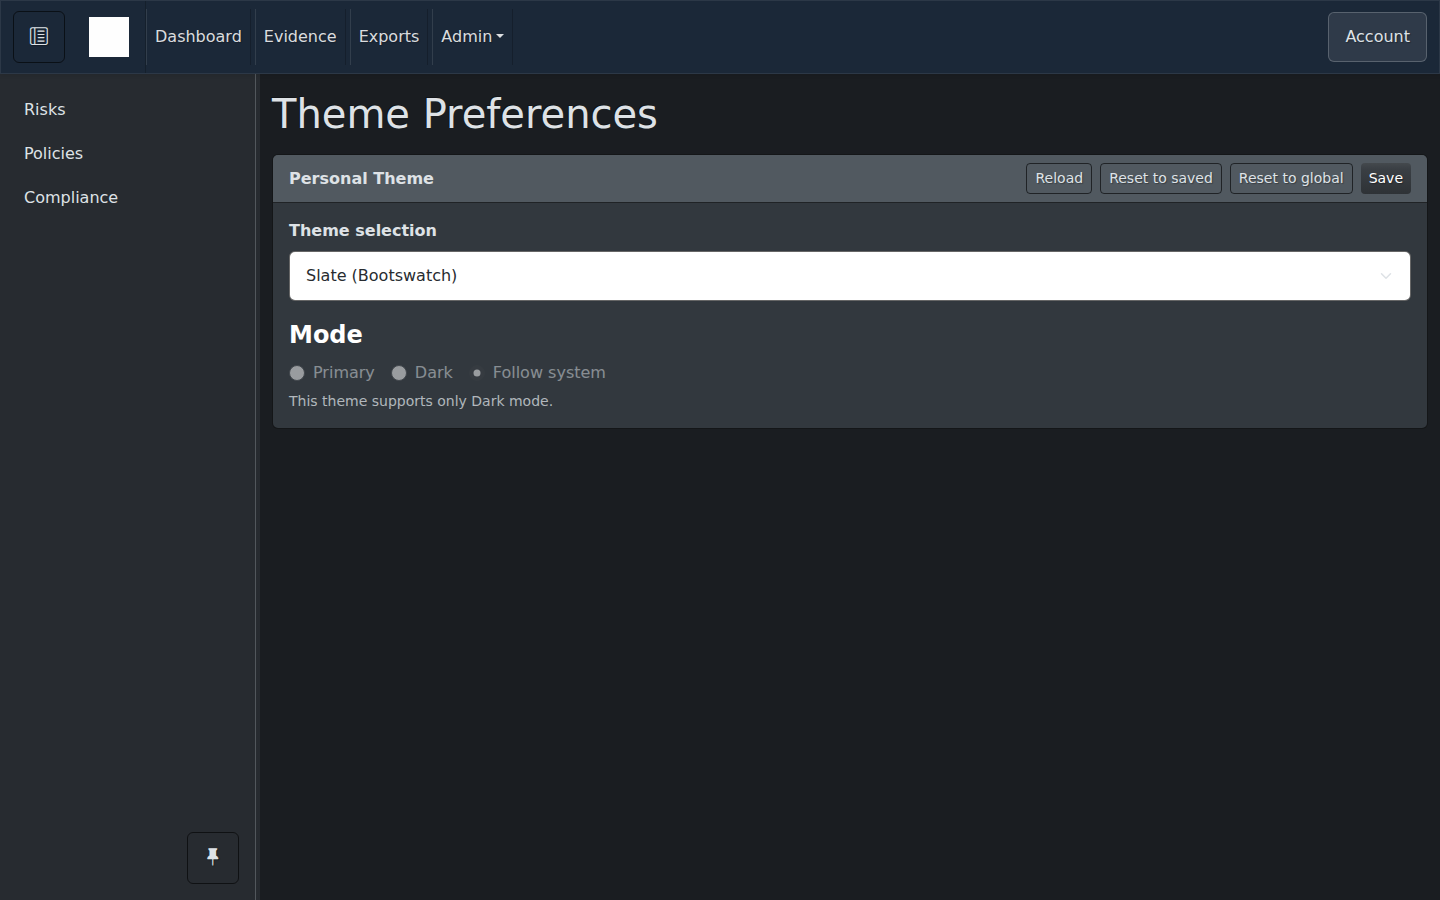 Dashboard Evidence Exports Admin Account
Risks
Policies
Compliance
Theme Preferences
Personal Theme Reload Reset to saved Reset to global Save
Theme selection
Slate (Bootswatch)
Mode
Primary Dark Follow system
This theme supports only Dark mode.